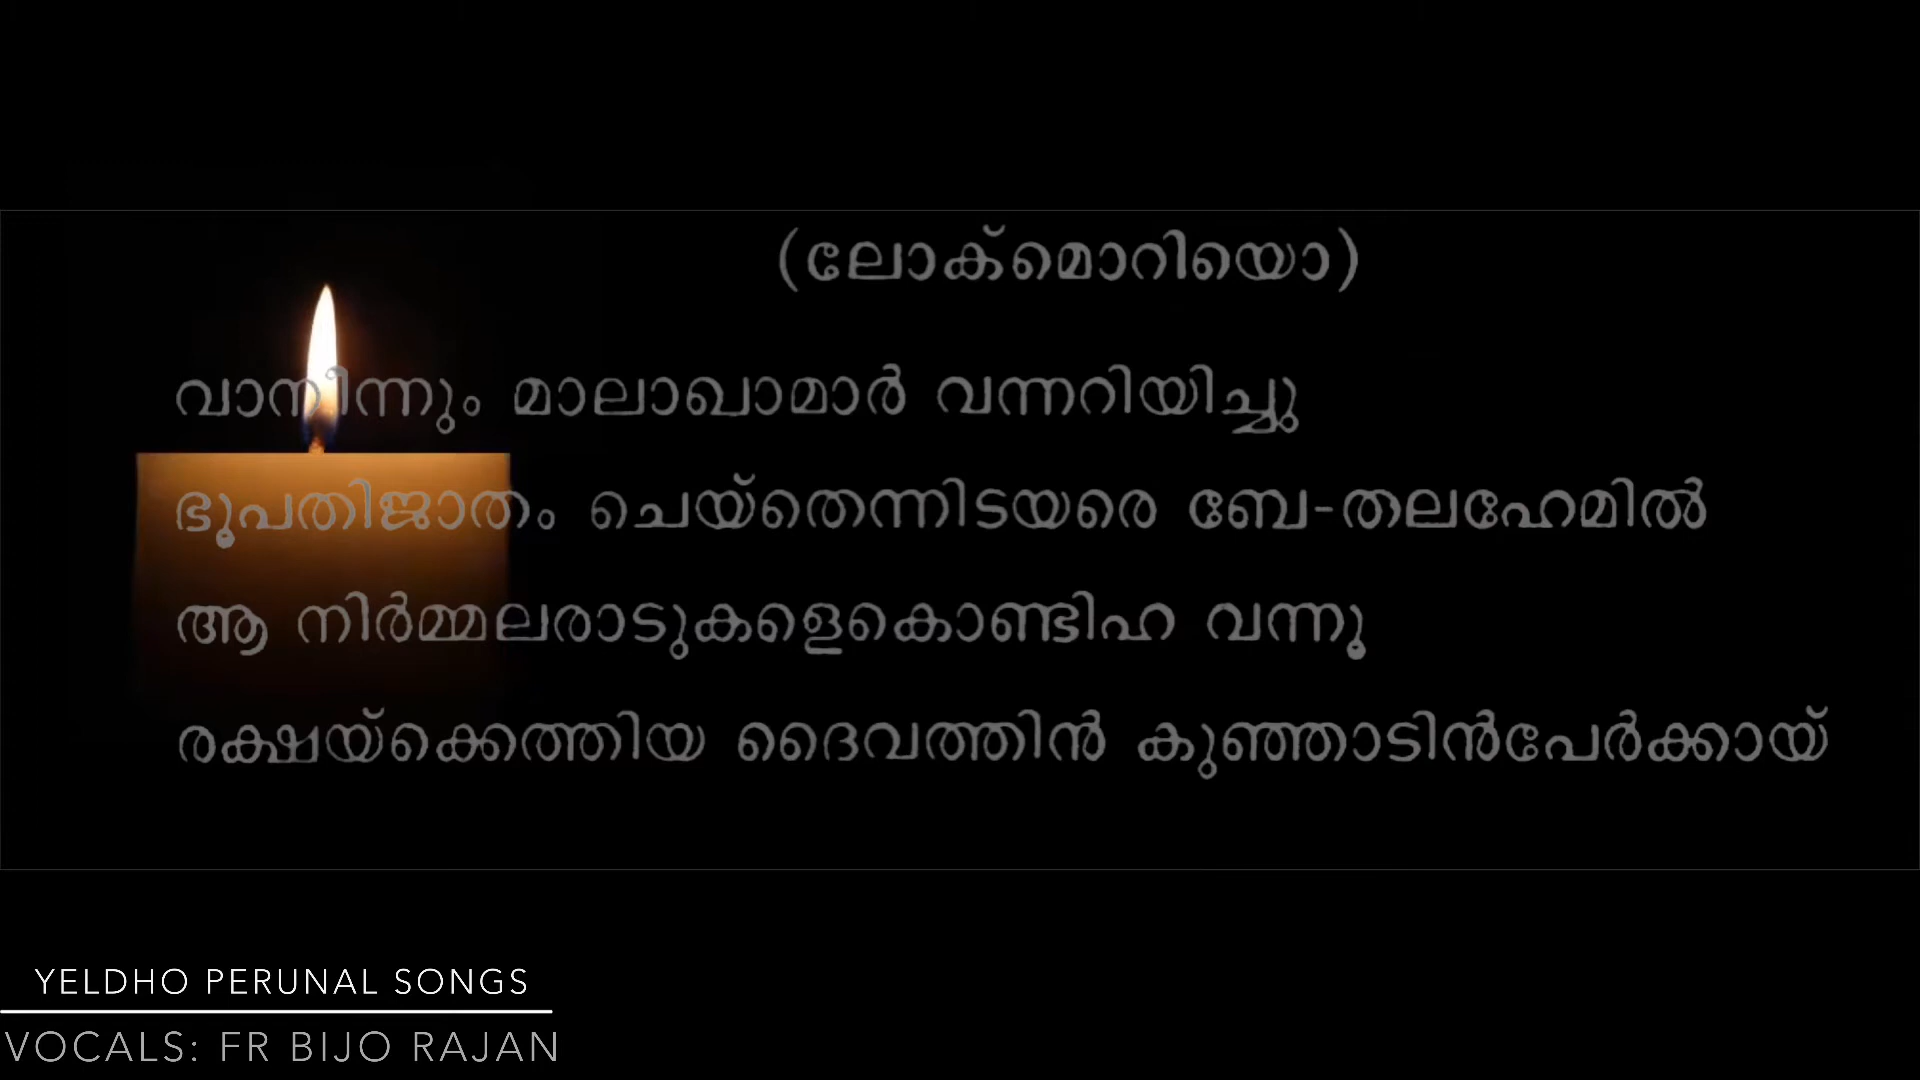 (ലോക്മൊറിയൊ)
വാനീന്നും മാലാഖാമാർ വന്നറിയിച്ചു
ഭൂപതിജാതം ചെയ്തെന്നിടയരെ ബേ-തലഹേമിൽ
ആ നിർമ്മലരാടുകളെകൊണ്ടിഹ വന്നൂ
രക്ഷയ്ക്കെത്തിയ ദൈവത്തിൻ കുഞ്ഞാടിൻപേർക്കായ്
YELDHO PERUNAL SONGS
VOCALS: FR BIJO RAJAN